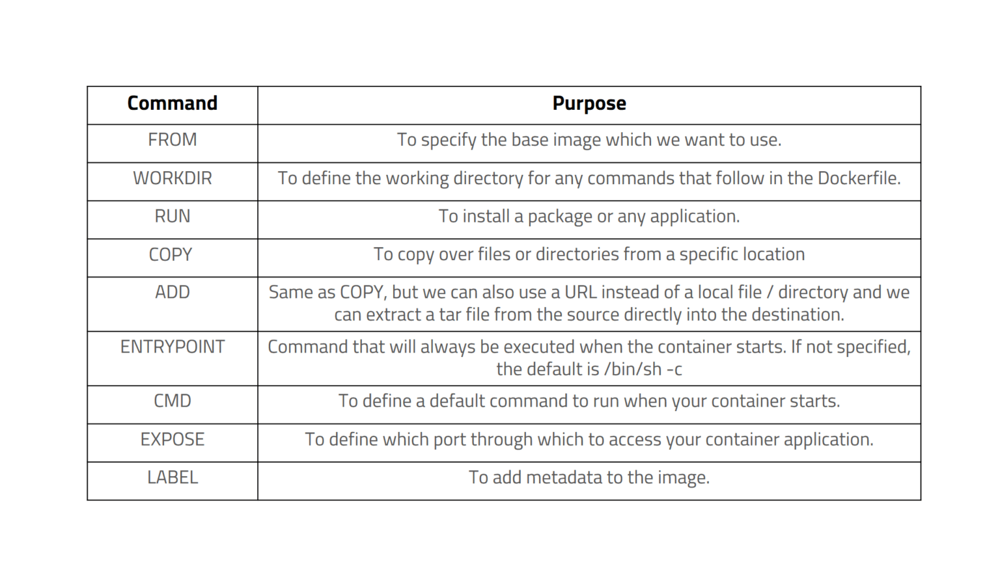 Command Purpose
FROM To specify the base image which we want to use.
WORKDIR To define the working directory for any commands that follow in the Dockerfile.
RUN To install a package or any application.
COPY To copy over files or directories from a specific location
ADD Same as COPY, but we can also use a URL instead of a local file / directory and we
can extract a tar file from the source directly into the destination.
ENTRYPOINT Command that will always be executed when the container starts. If not specified,
the default is /bin/sh -c
CMD To define a default command to run when your container starts.
EXPOSE To define which port through which to access your container application.
LABEL To add metadata to the image.